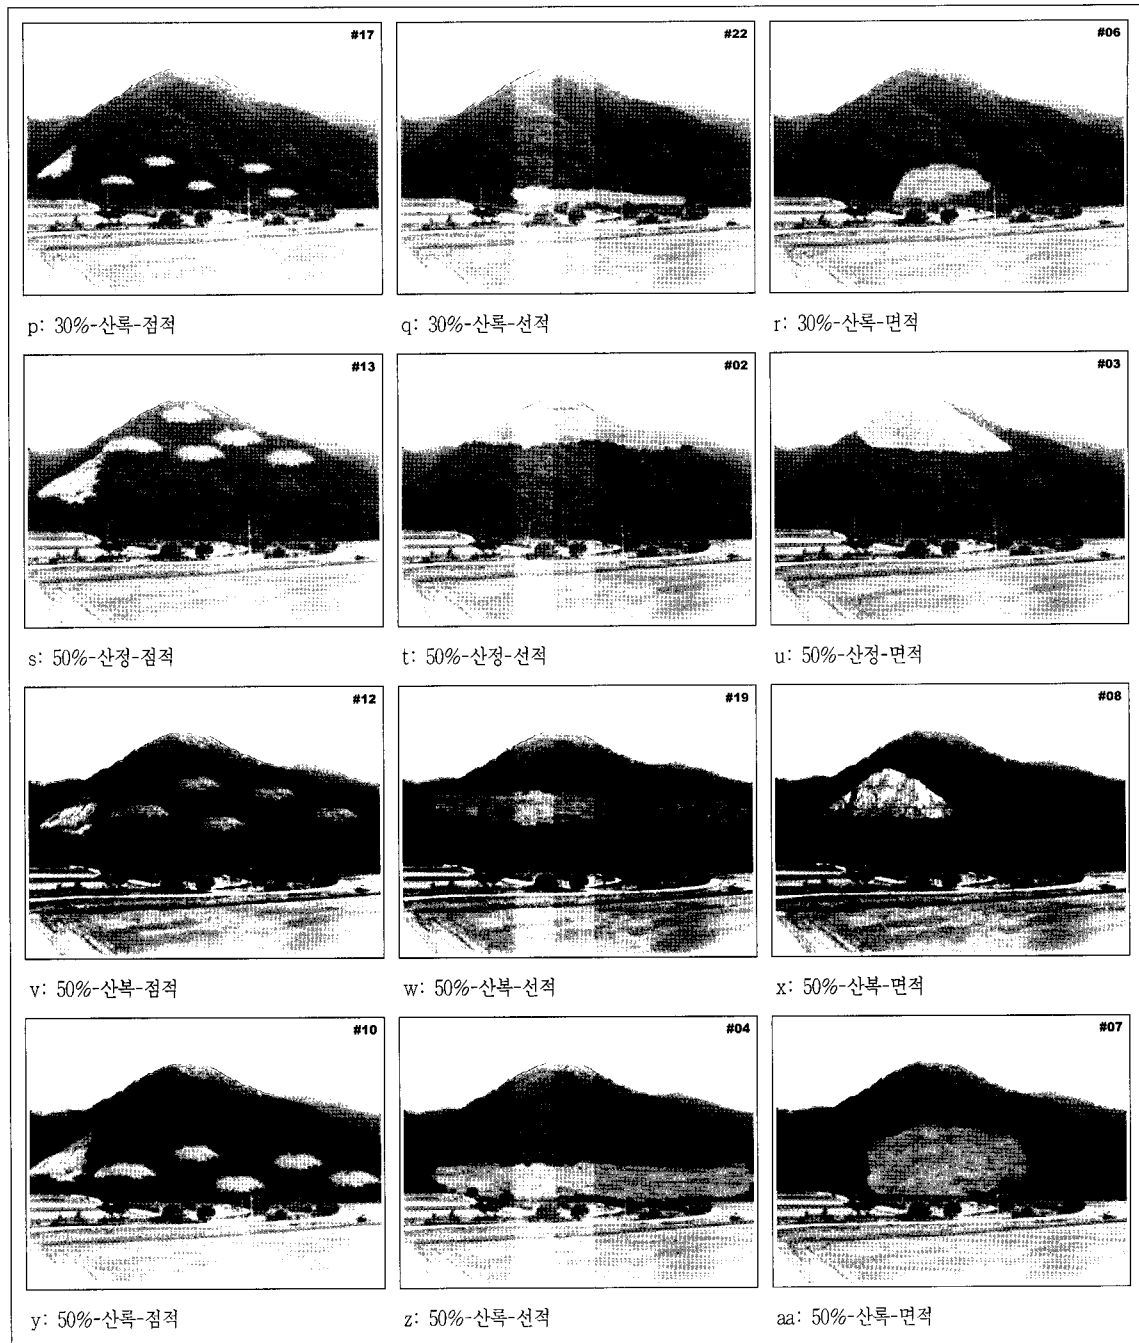 #17 #22 #06
p: 30%-산록-점적 q: 30%-산록-선적 r: 30%-산록-면적
#13 #02 #03
s: 50%-산정-점적 t: 50%-산정-선적 u: 50%-산정-면적
#12 #19 #08
v: 50%-산복-점적 w: 50%-산복-선적 x: 50%-산복-면적
#10 #04 #07
y: 50%-산록-점적 z: 50%-산록-선적 aa: 50%-산록-면적